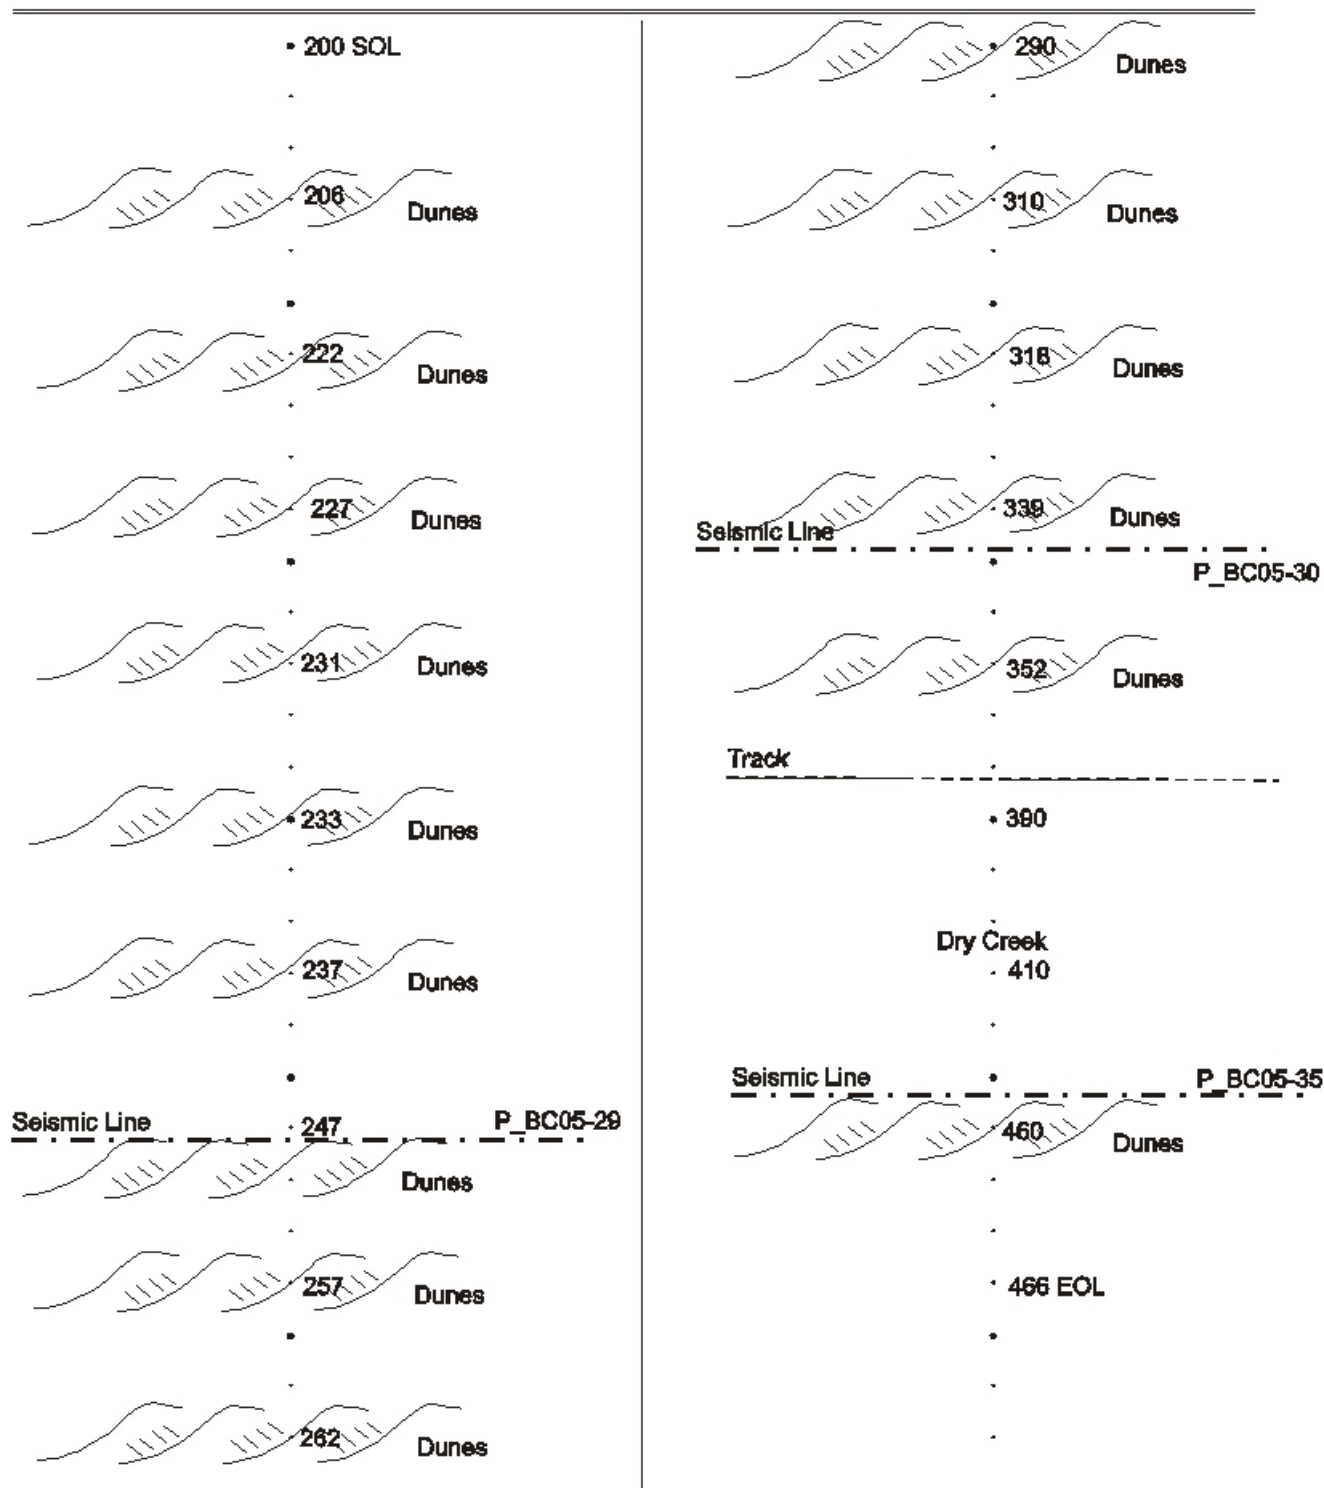 200 SOL
206
Dunes
222
Dunes
227
Dunes
231
Dunes
233
Dunes
237
Dunes
Seismic Line
247
P_BC05-29
Dunes
257
Dunes
262
Dunes
290
Dunes
310
Dunes
318
Dunes
339
Dunes
Seismic Line
P_BC05-30
352
Dunes
Track
390
Dry Creek
410
Seismic Line
P_BC05-35
460
Dunes
466 EOL